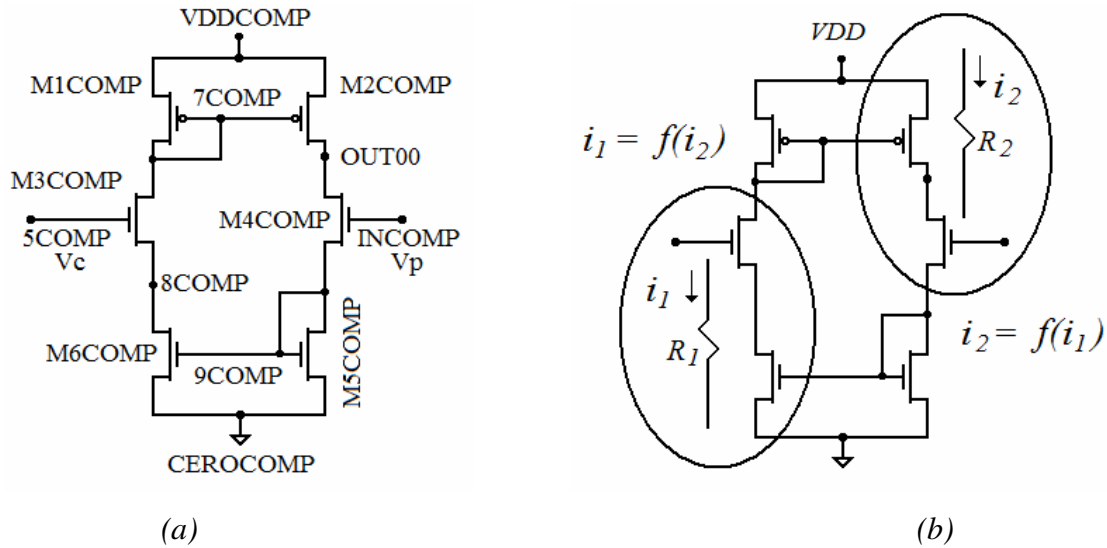 VDDCOMP
M1COMP
M2COMP
7COMP
OUT00
M3COMP
M4COMP
5COMP
INCOMP
Vc
Vp
8COMP
M6COMP
M5COMP
9COMP
CEROCOMP
(a)
VDD
i2
i1 = f(i2)
R2
i1
R1
i2 = f(i1)
(b)